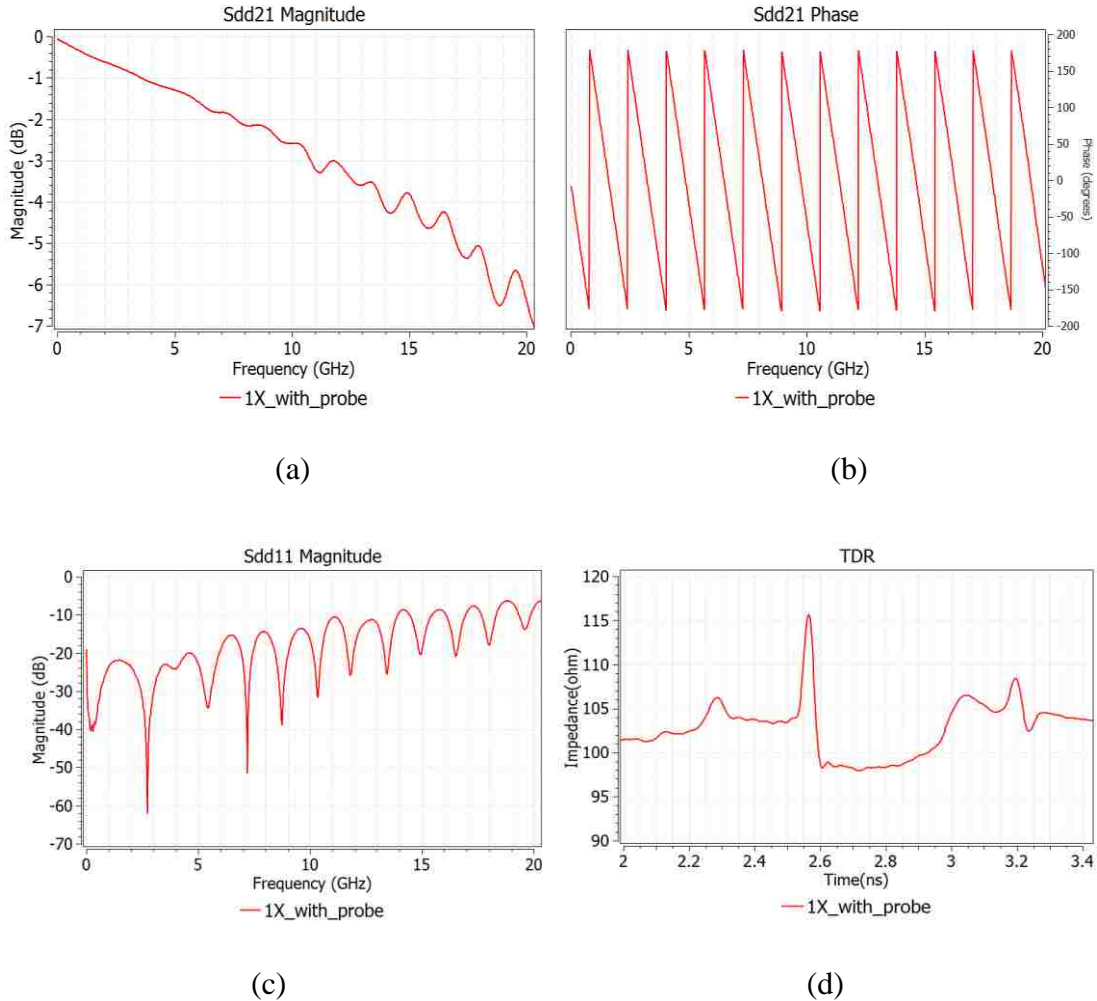 Sdd21 Magnitude
0
-1
-2
-3
-4
-5
-6
-7
Magnitude (dB)
0 5 10 15 20
Frequency (GHz)
1X_with_probe
(a)
Sdd21 Phase
200
150
100
50
0
-50
-100
-150
-200
Phase (degrees)
0 5 10 15 20
Frequency (GHz)
1X_with_probe
(b)
Sdd11 Magnitude
0
-10
-20
-30
-40
-50
-60
-70
Magnitude (dB)
0 5 10 15 20
Frequency (GHz)
1X_with_probe
(c)
TDR
120
115
110
105
100
95
90
Impedance(ohm)
2 2.2 2.4 2.6 2.8 3 3.2 3.4
Time(ns)
1X_with_probe
(d)